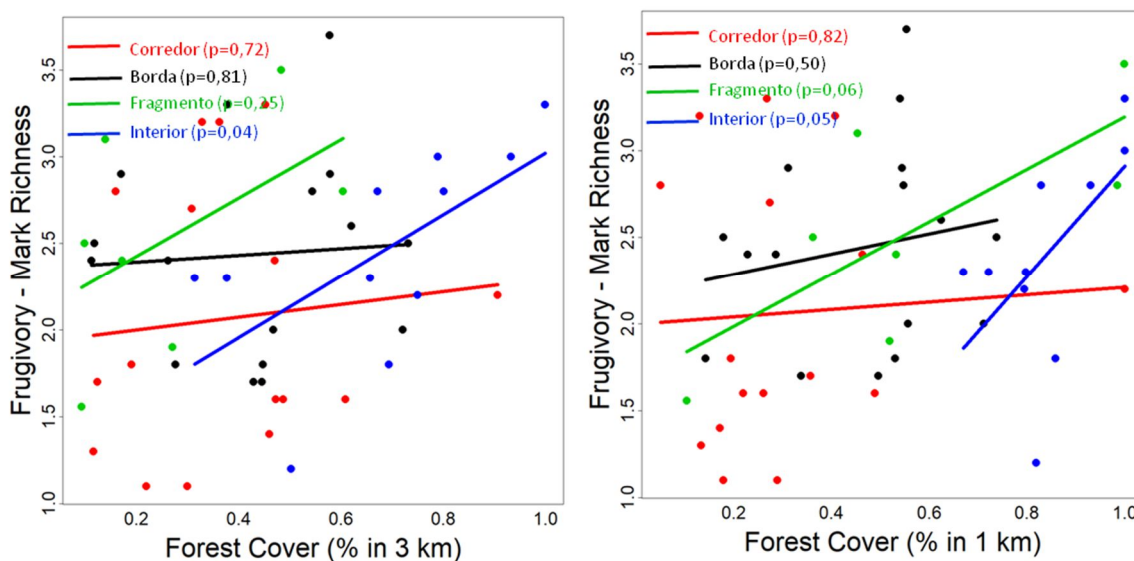 Corredor (p=0,72)
Borda (p=0,81)
Fragmento (p=0,25)
Interior (p=0,04)
Frugivory - Mark Richness
3.5
3.0
2.5
2.0
1.5
1.0
0.2 0.4 0.6 0.8 1.0
Forest Cover (% in 3 km)
Corredor (p=0,82)
Borda (p=0,50)
Fragmento (p=0,06)
Interior (p=0,05)
Frugivory - Mark Richness
3.5
3.0
2.5
2.0
1.5
1.0
0.2 0.4 0.6 0.8 1.0
Forest Cover (% in 1 km)